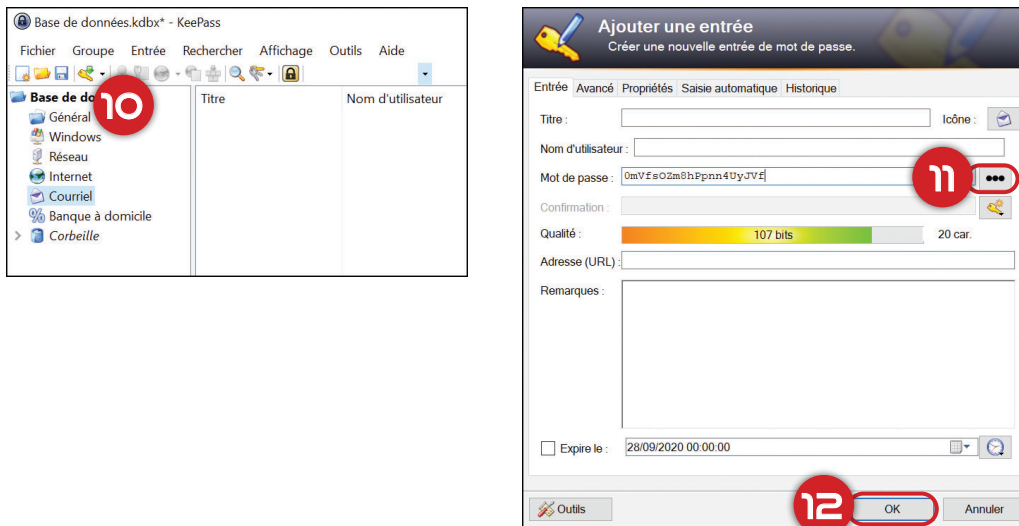 Base de données.kdbx* - KeePass
Fichier Groupe Entrée Rechercher Affichage Outils Aide
10
Base de do
Général
Windows
Réseau
Internet
Courriel
Banque à domicile
Corbeille
Titre Nom d'utilisateur
Ajouter une entrée
Créer une nouvelle entrée de mot de passe.
Entrée Avancé Propriétés Saisie automatique Historique
Titre : Icône :
Nom d'utilisateur :
Mot de passe : 0mVfsOZm8hPpnn4UyJVf 11
Confirmation :
Qualité : 107 bits 20 car.
Adresse (URL) :
Remarques :
Expire le : 28/09/2020 00:00:00
Outils 12 OK Annuler